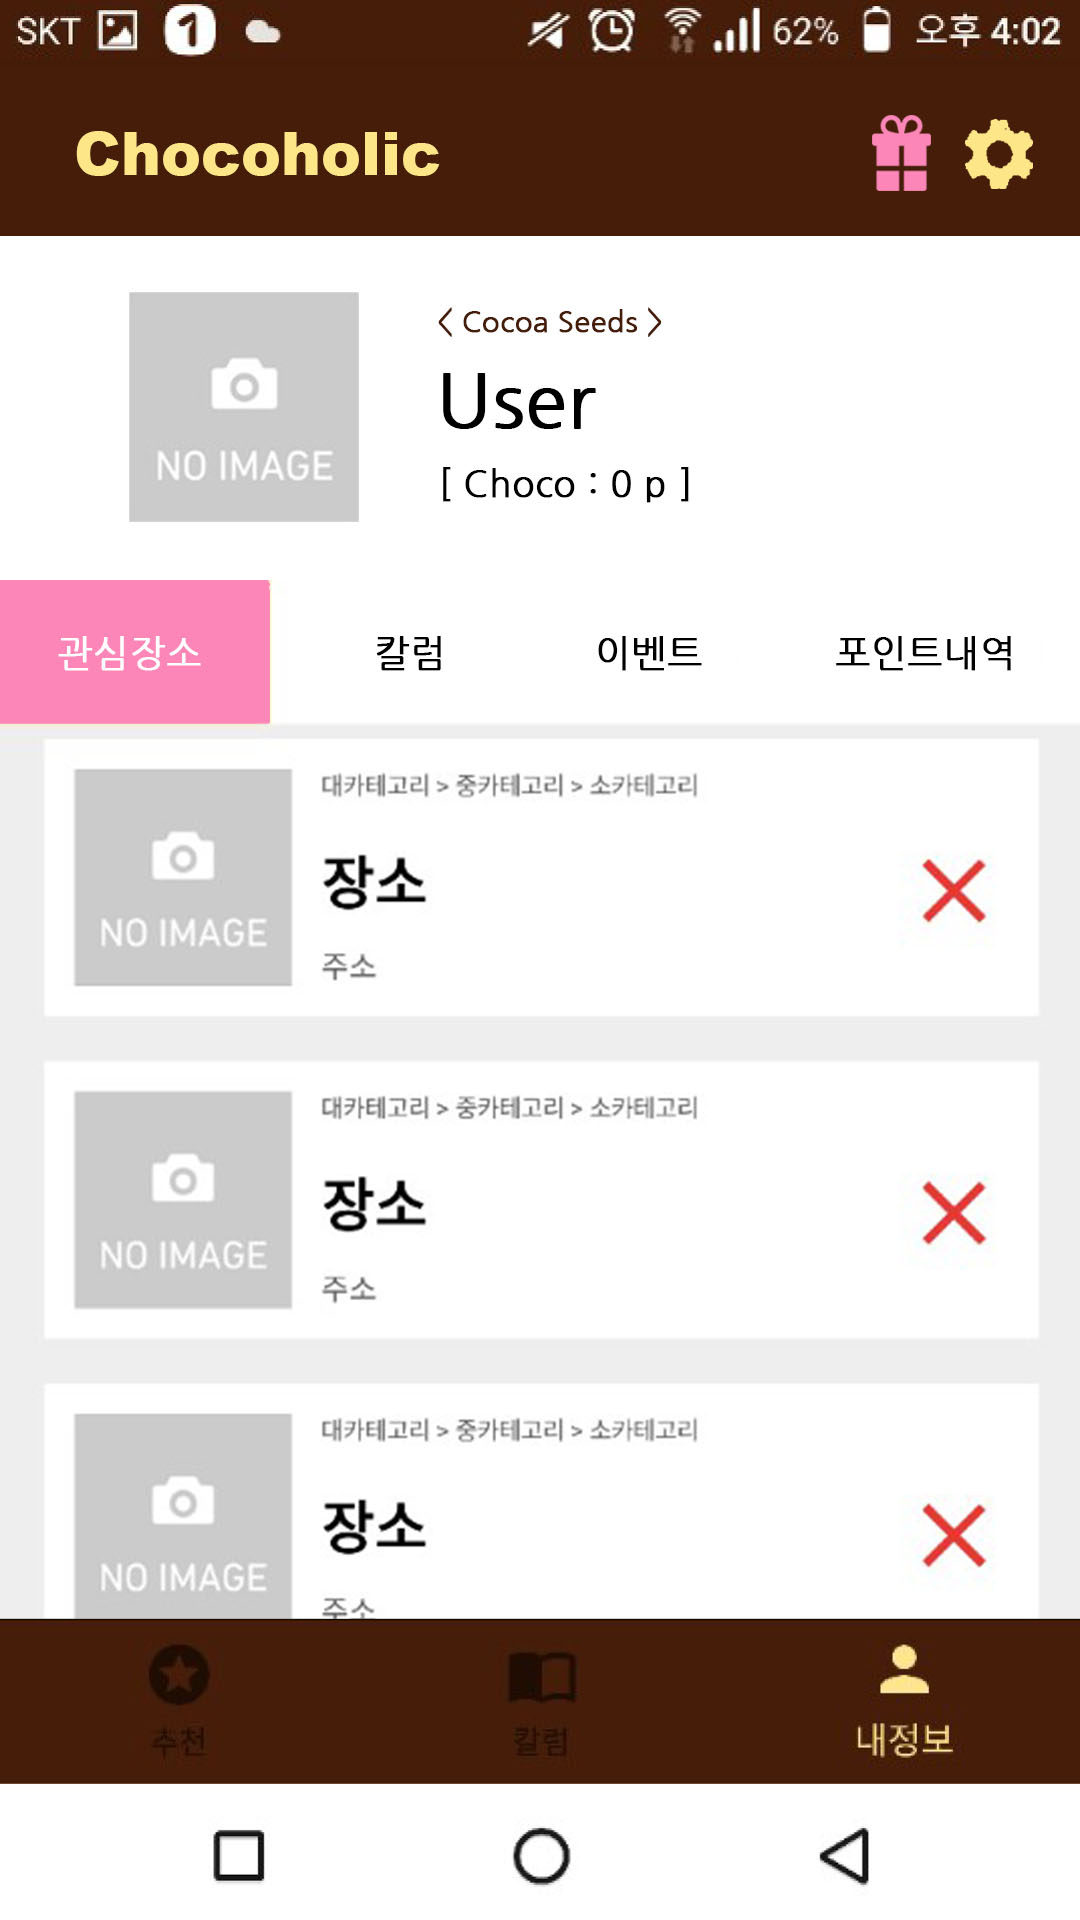 SKT 1 62% 오후 4:02
Chocoholic
〈 Cocoa Seeds 〉
NO IMAGE
User
[ Choco : 0 p ]
관심장소 칼럼 이벤트 포인트내역
대카테고리 > 중카테고리 > 소카테고리
장소
NO IMAGE
주소
대카테고리 > 중카테고리 > 소카테고리
장소
NO IMAGE
주소
대카테고리 > 중카테고리 > 소카테고리
장소
NO IMAGE
주소
추천 칼럼 내정보